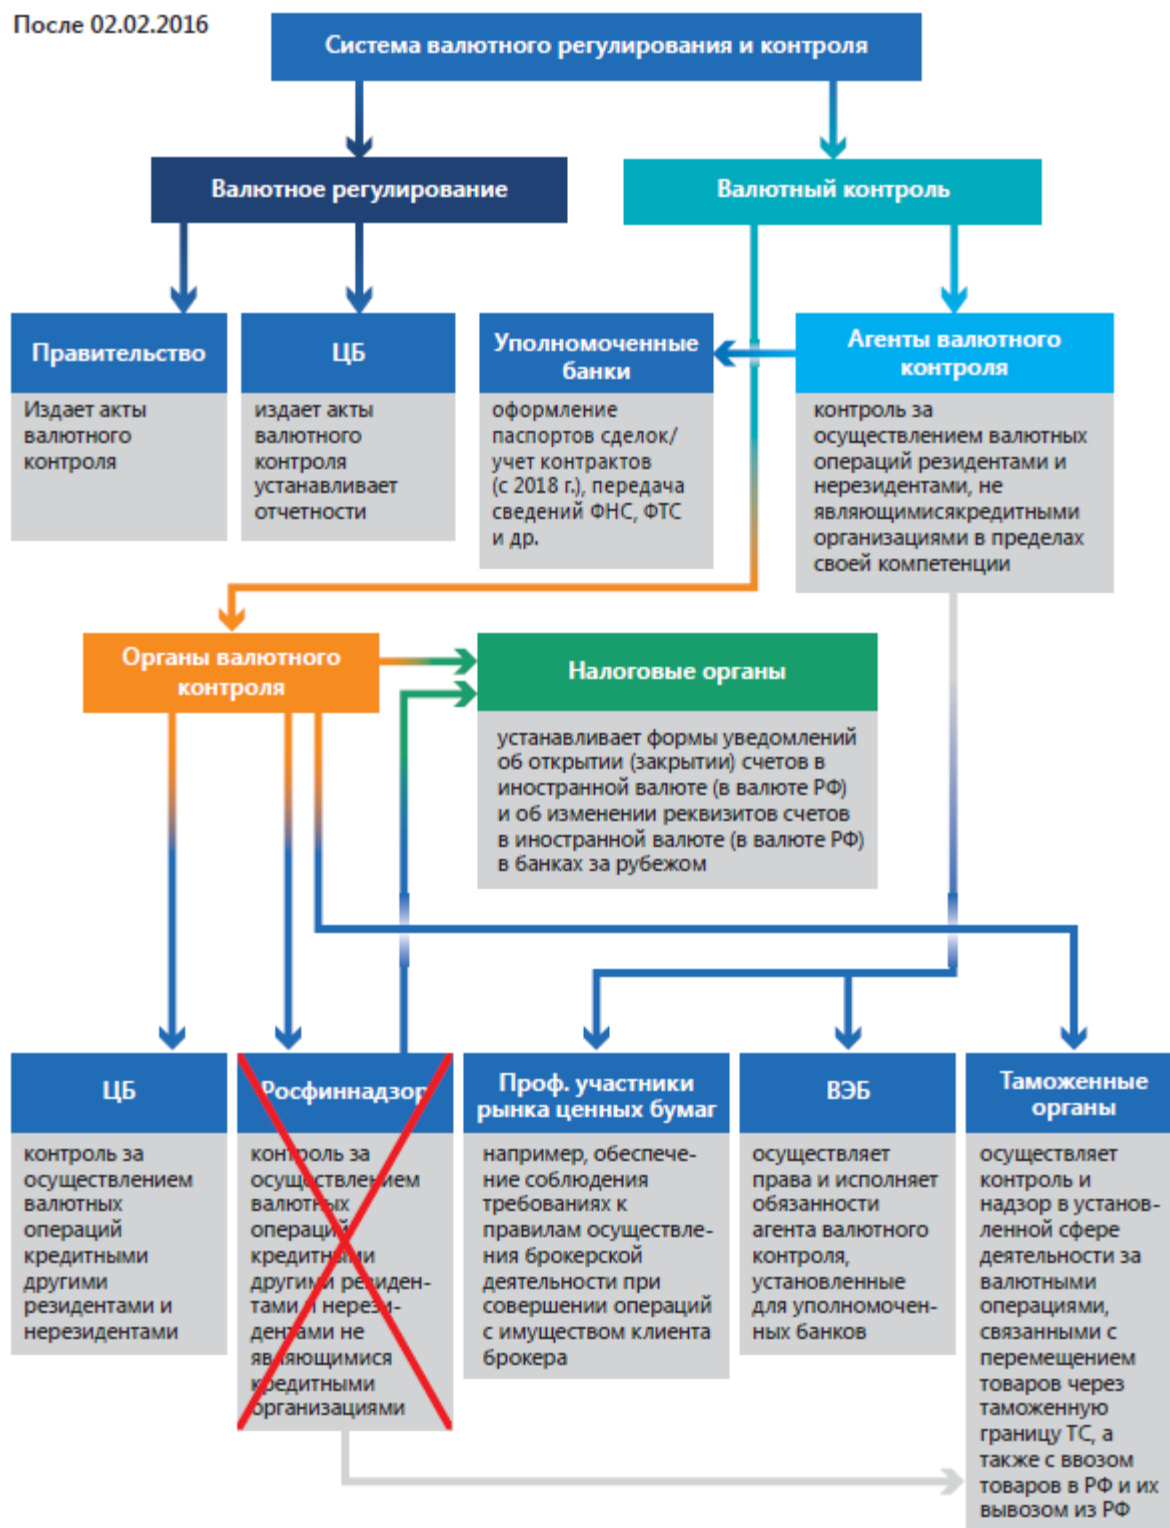 После 02.02.2016
Система валютного регулирования и контроля
Валютное регулирование
Валютный контроль
Правительство
Издает акты
валютного
контроля
ЦБ
издает акты
валютного
контроля
устанавливает
отчетности
Уполномоченные
банки
оформление
паспортов сделок/
учет контрактов
(с 2018 г.), передача
сведений ФНС, ФТС
и др.
Агенты валютного
контроля
контроль за
осуществлением валютных
операций резидентами и
нерезидентами, не
являющимисякредитными
организациями в пределах
своей компетенции
Органы валютного
контроля
Налоговые органы
устанавливает формы уведомлений
об открытии (закрытии) счетов в
иностранной валюте (в валюте РФ)
и об изменении реквизитов счетов
в иностранной валюте (в валюте РФ)
в банках за рубежом
ЦБ
контроль за
осуществлением
валютных
операций
кредитными
другими
резидентами и
нерезидентами
Росфиннадзор
контроль за
осуществлением
валютных
операций
кредитными
другими резиден-
тами и нерези-
дентами не
являющимися
кредитными
организациями
Проф. участники
рынка ценных бумаг
например, обеспече-
ние соблюдения
требованиях к
правилам осуществле-
ния брокерской
деятельности при
совершении операций
с имуществом клиента
брокера
ВЭБ
осуществляет
права и исполняет
обязанности
агента валютного
контроля,
установленные
для уполномочен-
ных банков
Таможенные
органы
осуществляет
контроль и
надзор в установ-
ленной сфере
деятельности за
валютными
операциями,
связанными с
перемещением
товаров через
таможенную
границу ТС, а
также с ввозом
товаров в РФ и их
вывозом из РФ